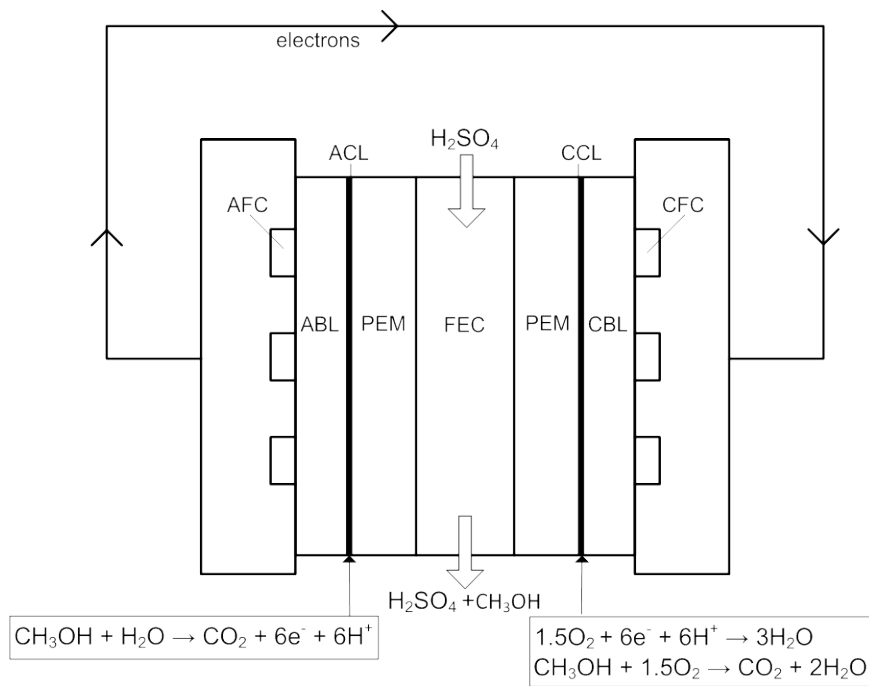 electrons
H₂SO₄
ACL
CCL
AFC
CFC
ABL
PEM
FEC
PEM
CBL
H₂SO₄ +CH₃OH
CH₃OH + H₂O → CO₂ + 6e⁻ + 6H⁺
1.5O₂ + 6e⁻ + 6H⁺ → 3H₂O
CH₃OH + 1.5O₂ → CO₂ + 2H₂O